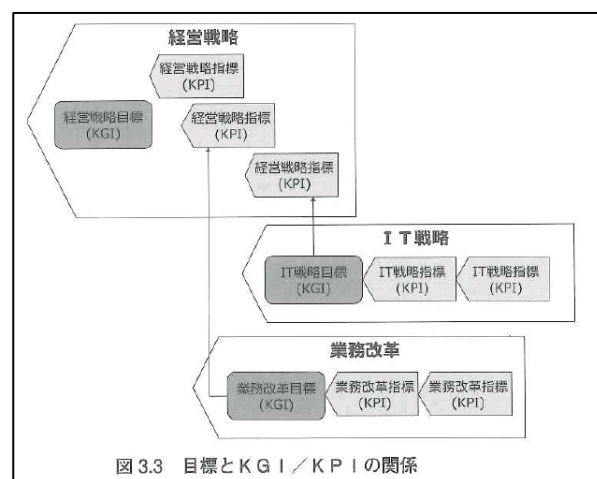 経営戦略
経営戦略指標
(KPI)
経営戦略目標
(KGI)
経営戦略指標
(KPI)
経営戦略指標
(KPI)
IT戦略
IT戦略目標
(KGI)
IT戦略指標
(KPI)
IT戦略指標
(KPI)
業務改革
業務改革目標
(KGI)
業務改革指標
(KPI)
業務改革指標
(KPI)
図 3.3 目標とKGI/KPIの関係